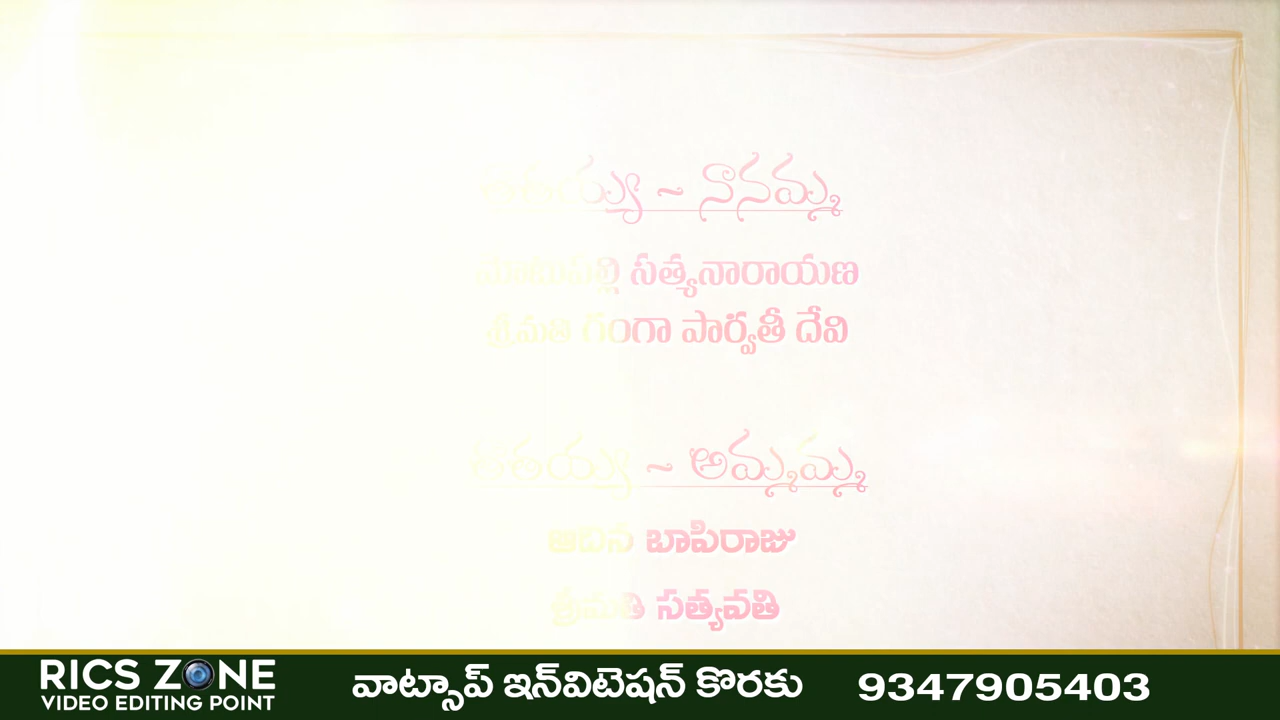 తాతయ్య ~ నానమ్మ
సత్యనారాయణ
శ్రీమతి గంగా పార్వతీ దేవి
తాతయ్య ~ అమ్మమ్మ
బాపిరాజు
శ్రీమతి సత్యవతి
RICS ZONE
VIDEO EDITING POINT
వాట్సాప్ ఇన్‌విటెషన్ కొరకు 9347905403